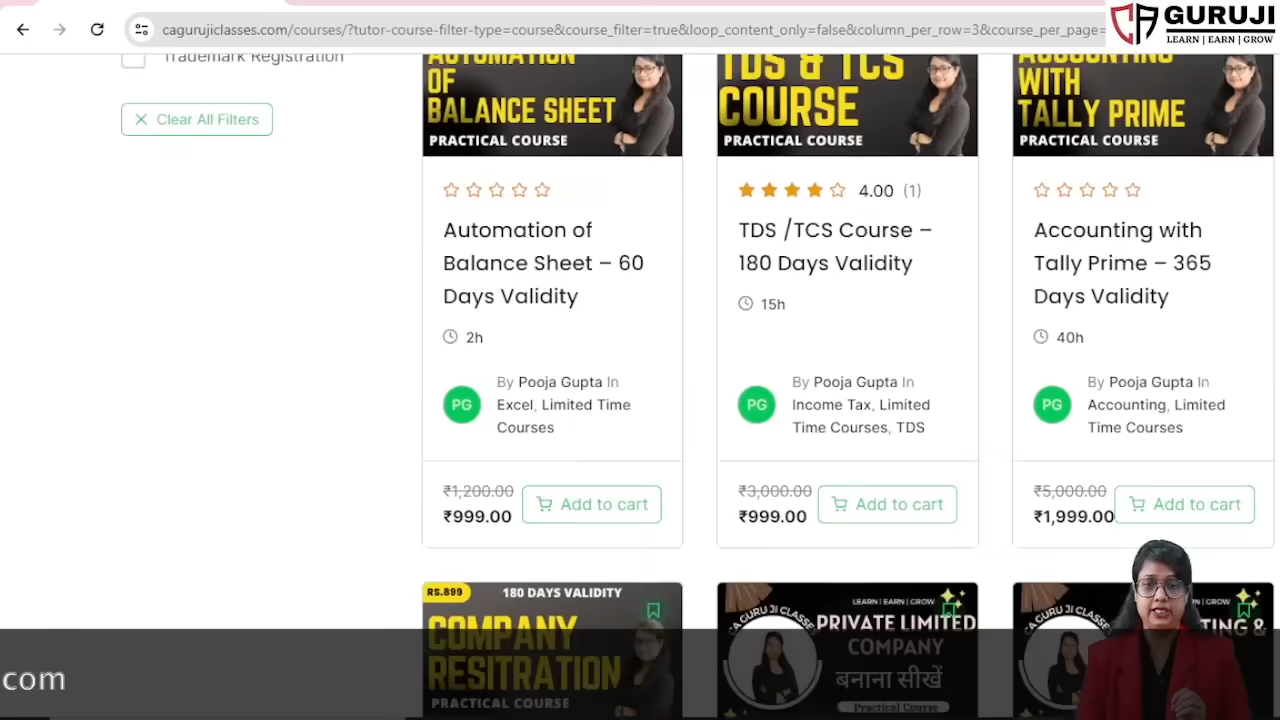 cagurujiclasses.com/courses/?tutor-course-filter-type=course&course_filter=true&loop_content_only=false&column_per_row=3&course_per_page=
GURUJI
LEARN | EARN | GROW
Trademark Registration
Clear All Filters
AUTOMATION
OF
BALANCE SHEET
PRACTICAL COURSE
Automation of
Balance Sheet – 60
Days Validity
2h
PG
By Pooja Gupta In
Excel, Limited Time
Courses
₹1,200.00
₹999.00
Add to cart
TDS & TCS
COURSE
PRACTICAL COURSE
4.00 (1)
TDS /TCS Course –
180 Days Validity
15h
PG
By Pooja Gupta In
Income Tax, Limited
Time Courses, TDS
₹3,000.00
₹999.00
Add to cart
ACCOUNTING
WITH
TALLY PRIME
PRACTICAL COURSE
Accounting with
Tally Prime – 365
Days Validity
40h
PG
By Pooja Gupta In
Accounting, Limited
Time Courses
₹5,000.00
₹1,999.00
Add to cart
RS.899
180 DAYS VALIDITY
COMPANY
RESITRATION
PRACTICAL COURSE
LEARN | EARN | GROW
CA GURU JI CLASSES
PRIVATE LIMITED
COMPANY
बनाना सीखें
Practical Course
com